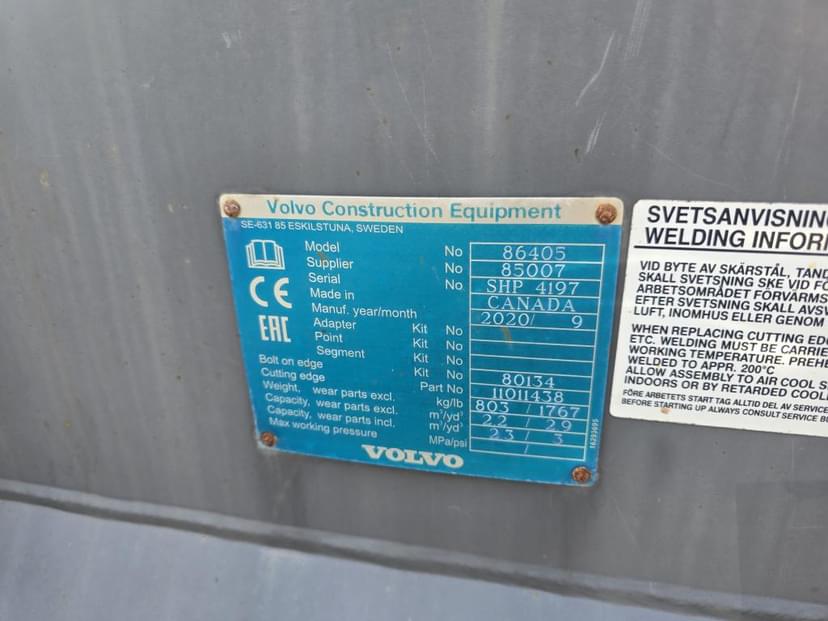 Volvo Construction Equipment
SE-631 85 ESKILSTUNA, SWEDEN
Model No 86405
Supplier No 85007
Serial No SHP 4197
Made in CANADA
Manuf. year/month 2020/ 9
Adapter Kit No
Point Kit No
Segment Kit No
Bolt on edge Kit No 80134
Cutting edge Part No 11011438
Weight, wear parts excl. kg/lb 803 / 1767
Capacity, wear parts excl. m³/yd³ 2.2 / 2.9
Capacity, wear parts incl. m³/yd³ 2.3 / 3
Max working pressure MPa/psi /
CE
EAC
VOLVO
16293695
SVETSANVISNIN
WELDING INFOR
VID BYTE AV SKÄRSTÅL, TAND
SKALL SVETSNING SKE VID FÖ
ARBETSOMRÅDET FÖRVÄRMS
EFTER SVETSNING SKALL AVSV
LUFT, INOMHUS ELLER GENOM
WHEN REPLACING CUTTING EDG
ETC. WELDING MUST BE CARRIE
WORKING TEMPERATURE. PREHE
WELDED TO APPR. 200°C
ALLOW ASSEMBLY TO AIR COOL S
INDOORS OR BY RETARDED COOL
FÖRE ARBETETS START TAG ALLTID DEL AV SERVICE
BEFORE STARTING UP ALWAYS CONSULT SERVICE B